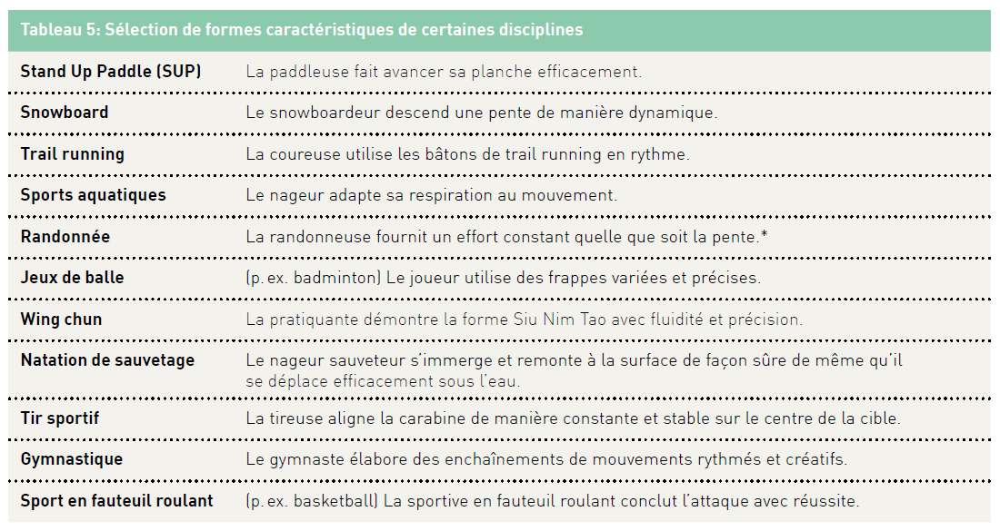 Tableau 5: Sélection de formes caractéristiques de certaines disciplines
Stand Up Paddle (SUP) La paddleuse fait avancer sa planche efficacement.
Snowboard Le snowboardeur descend une pente de manière dynamique.
Trail running La coureuse utilise les bâtons de trail running en rythme.
Sports aquatiques Le nageur adapte sa respiration au mouvement.
Randonnée La randonneuse fournit un effort constant quelle que soit la pente.*
Jeux de balle (p. ex. badminton) Le joueur utilise des frappes variées et précises.
Wing chun La pratiquante démontre la forme Siu Nim Tao avec fluidité et précision.
Natation de sauvetage Le nageur sauveteur s’immerge et remonte à la surface de façon sûre de même qu’il
se déplace efficacement sous l’eau.
Tir sportif La tireuse aligne la carabine de manière constante et stable sur le centre de la cible.
Gymnastique Le gymnaste élabore des enchaînements de mouvements rythmés et créatifs.
Sport en fauteuil roulant (p. ex. basketball) La sportive en fauteuil roulant conclut l’attaque avec réussite.